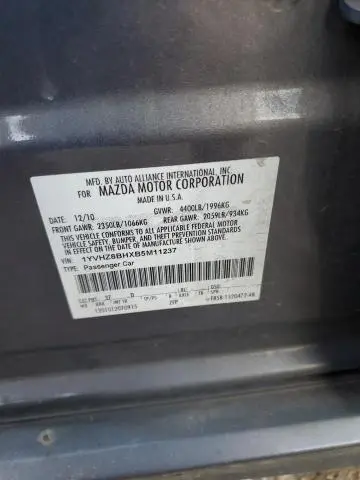 MFD. BY AUTO ALLIANCE INTERNATIONAL, INC.
FOR MAZDA MOTOR CORPORATION
MADE IN U.S.A.
12/10 GVWR: 4400LB/1996KG
FRONT GAWR: 2350LB/1066KG REAR GAWR: 2059LB/934KG
THIS VEHICLE CONFORMS TO ALL APPLICABLE FEDERAL MOTOR
VEHICLE SAFETY, BUMPER, AND THEFT PREVENTION STANDARDS
IN EFFECT ON THE DATE OF MANUFACTURE SHOWN ABOVE.
VIN: 1YVHZ8BHXB5M11237
TYPE: Passenger Car